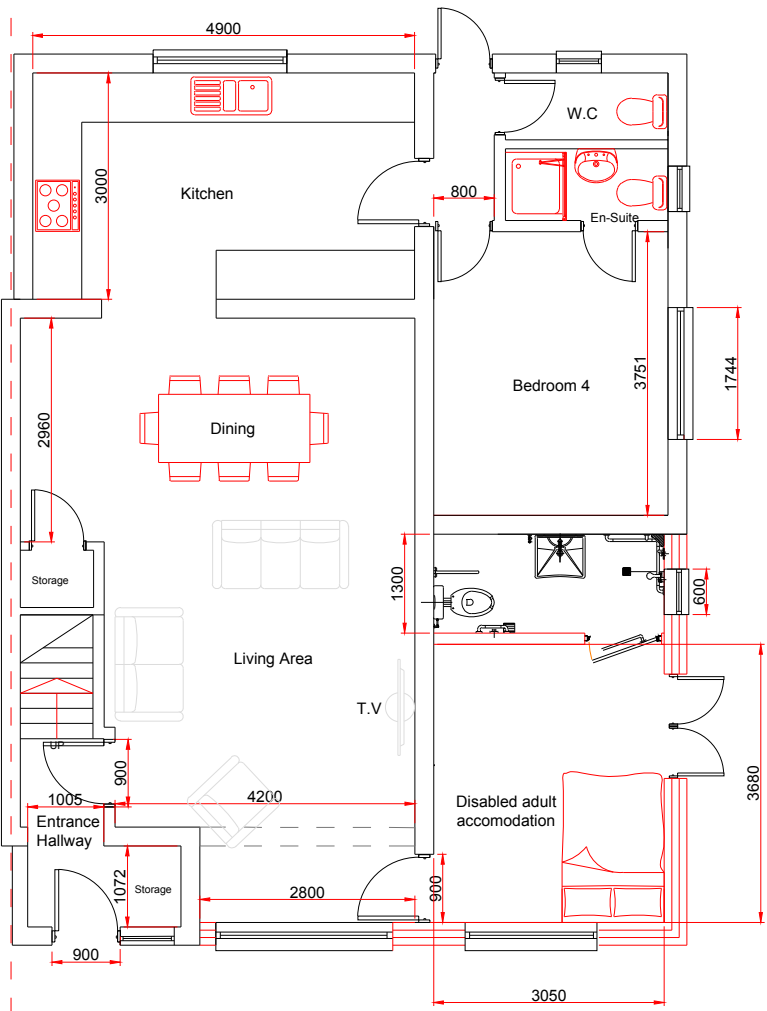 4900
W.C
3000
Kitchen
800
En-Suite
2960
Dining
Bedroom 4
3751
1744
Storage
1300
600
Living Area
T.V
UP
900
1005
4200
3680
Entrance
Hallway
Disabled adult
accomodation
1072
Storage
2800
900
900
3050